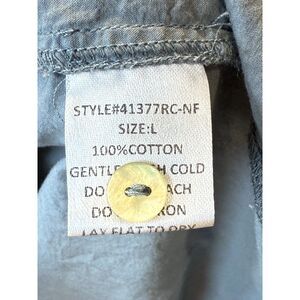 STYLE#41377RC-NF
SIZE:L
100%COTTON
GENTLE COLD
DO
DO
LAY FLAT TO DRY